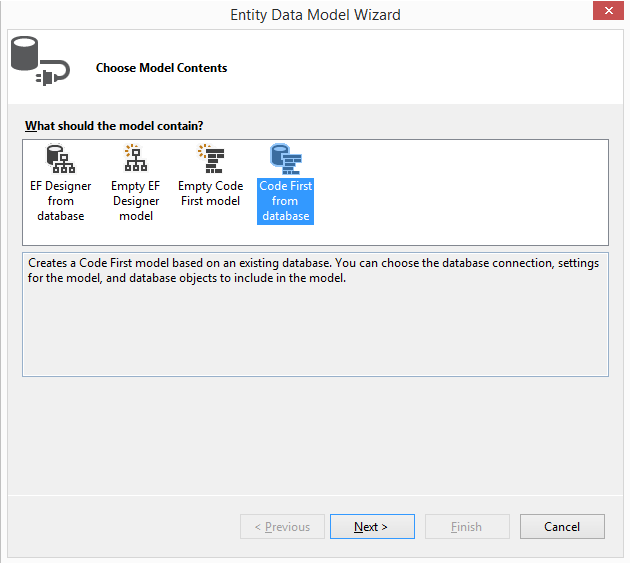 Entity Data Model Wizard
Choose Model Contents
What should the model contain?
EF Designer
from
database
Empty EF
Designer
model
Empty Code
First model
Code First
from
database
Creates a Code First model based on an existing database. You can choose the database connection, settings
for the model, and database objects to include in the model.
< Previous
Next >
Finish
Cancel